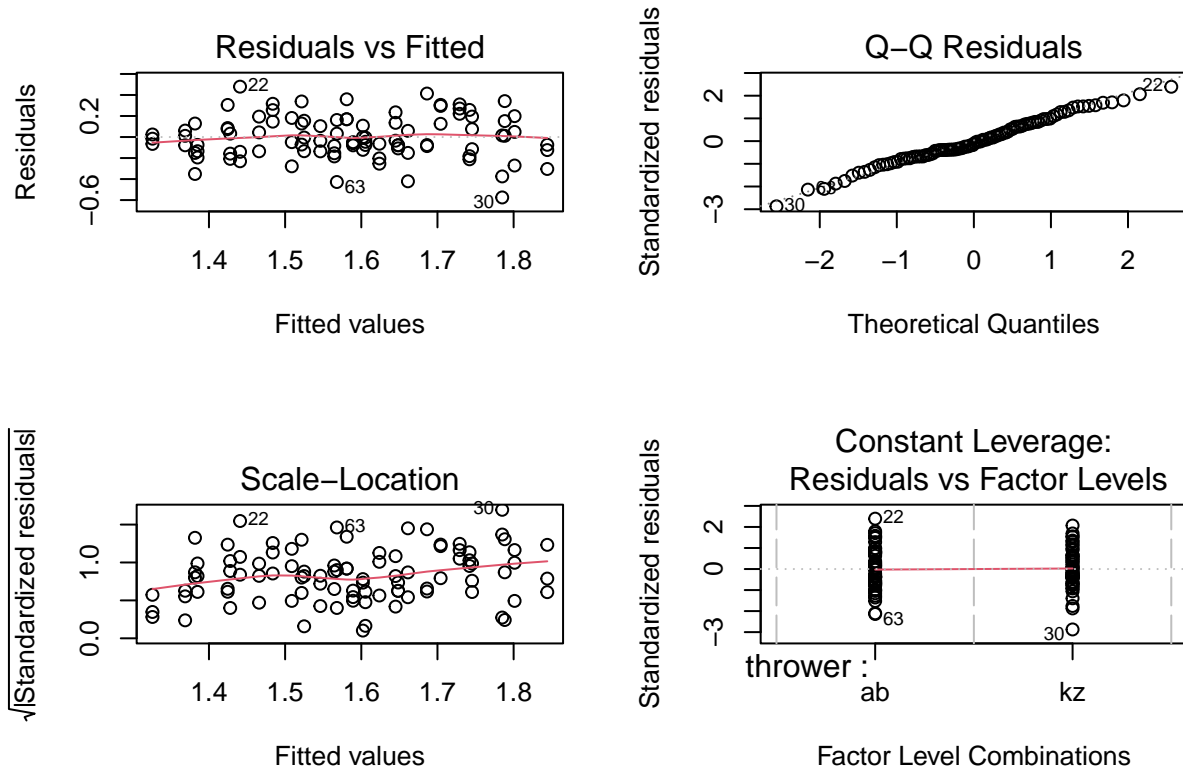 Residuals vs Fitted
Residuals
0.2
−0.6
22
63
30
1.4 1.5 1.6 1.7 1.8
Fitted values
Q−Q Residuals
Standardized residuals
2
0
−3
22
30
−2 −1 0 1 2
Theoretical Quantiles
Scale−Location
√|Standardized residuals|
1.0
0.0
22
63
30
1.4 1.5 1.6 1.7 1.8
Fitted values
Constant Leverage:
Residuals vs Factor Levels
Standardized residuals
2
0
−3
22
63
30
thrower :
ab kz
Factor Level Combinations